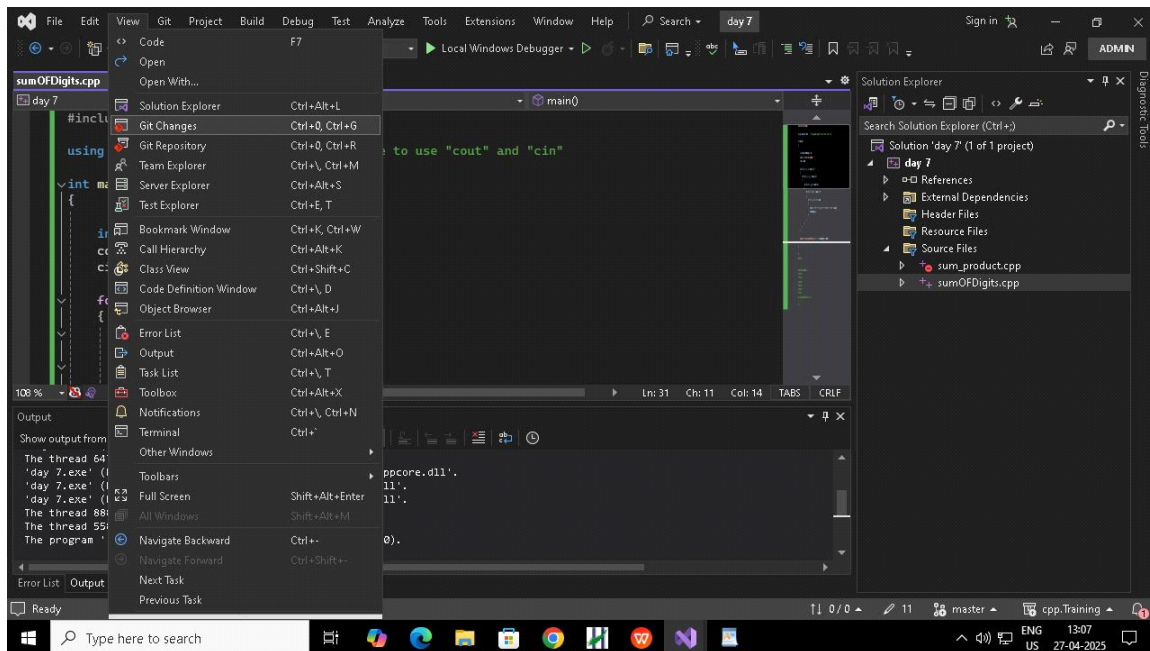 File Edit View Git Project Build Debug Test Analyze Tools Extensions Window Help Search day 7 Sign in
Local Windows Debugger ADMIN
sumOFDigits.cpp
day 7 main()
#inclu
using e to use "cout" and "cin"
int ma
{
in
co
ci
fo
{
108 % Ln: 31 Ch: 11 Col: 14 TABS CRLF
Code F7
Open
Open With...
Solution Explorer Ctrl+Alt+L
Git Changes Ctrl+0, Ctrl+G
Git Repository Ctrl+0, Ctrl+R
Team Explorer Ctrl+\, Ctrl+M
Server Explorer Ctrl+Alt+S
Test Explorer Ctrl+E, T
Bookmark Window Ctrl+K, Ctrl+W
Call Hierarchy Ctrl+Alt+K
Class View Ctrl+Shift+C
Code Definition Window Ctrl+\, D
Object Browser Ctrl+Alt+J
Error List Ctrl+\, E
Output Ctrl+Alt+O
Task List Ctrl+\, T
Toolbox Ctrl+Alt+X
Notifications Ctrl+\, Ctrl+N
Terminal Ctrl+`
Other Windows
Toolbars
Full Screen Shift+Alt+Enter
All Windows Shift+Alt+M
Navigate Backward Ctrl+-
Navigate Forward Ctrl+Shift+-
Next Task
Previous Task
Solution Explorer
Search Solution Explorer (Ctrl+;)
Solution 'day 7' (1 of 1 project)
day 7
References
External Dependencies
Header Files
Resource Files
Source Files
sum_product.cpp
sumOFDigits.cpp
Diagnostic Tools
Output
Show output from
The thread 64
'day 7.exe' ( ppcore.dll'.
'day 7.exe' ( ll'.
'day 7.exe' ( ll'.
The thread 888
The thread 558
The program ' 0).
Error List Output
Ready 0 / 0 11 master cpp.Training 1
Type here to search ENG 13:07
US 27-04-2025